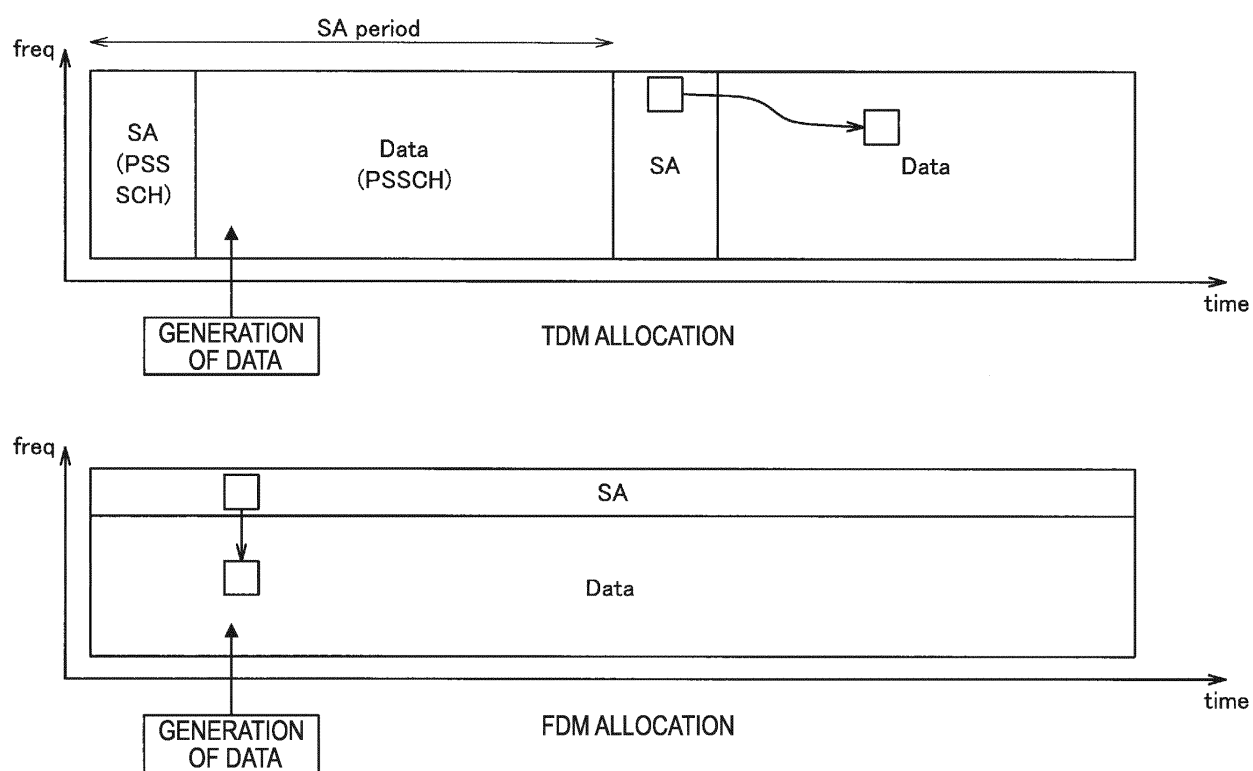 SA period
freq
SA
(PSS
SCH)
Data
(PSSCH)
SA
Data
time
GENERATION
OF DATA
TDM ALLOCATION
freq
SA
Data
time
GENERATION
OF DATA
FDM ALLOCATION